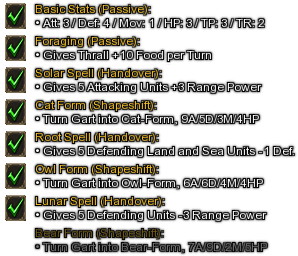 Basic Stats (Passive):
• Att: 3 / Def: 4 / Mov: 1 / HP: 3 / TP: 3 / TR: 2
Foraging (Passive):
• Gives Thrall +10 Food per Turn
Solar Spell (Handover):
• Gives 5 Attacking Units +3 Range Power
Cat Form (Shapeshift):
• Turn Gart into Cat-Form, 9A/5D/3M/4HP
Root Spell (Handover):
• Gives 5 Defending Land and Sea Units -1 Def.
Owl Form (Shapeshift):
• Turn Gart into Owl-Form, 6A/6D/4M/4HP
Lunar Spell (Handover):
• Gives 5 Defending Units -3 Range Power
Bear Form (Shapeshift):
• Turn Gart into Bear-Form,